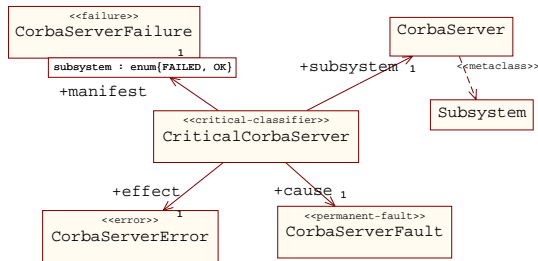 <<failure>>
CorbaServerFailure
1
subsystem : enum{FAILED, OK}
+manifest
CorbaServer
+subsystem
1
<<metaclass>>
Subsystem
<<critical-classifier>>
CriticalCorbaServer
+effect
1
+cause
1
<<error>>
CorbaServerError
<<permanent-fault>>
CorbaServerFault